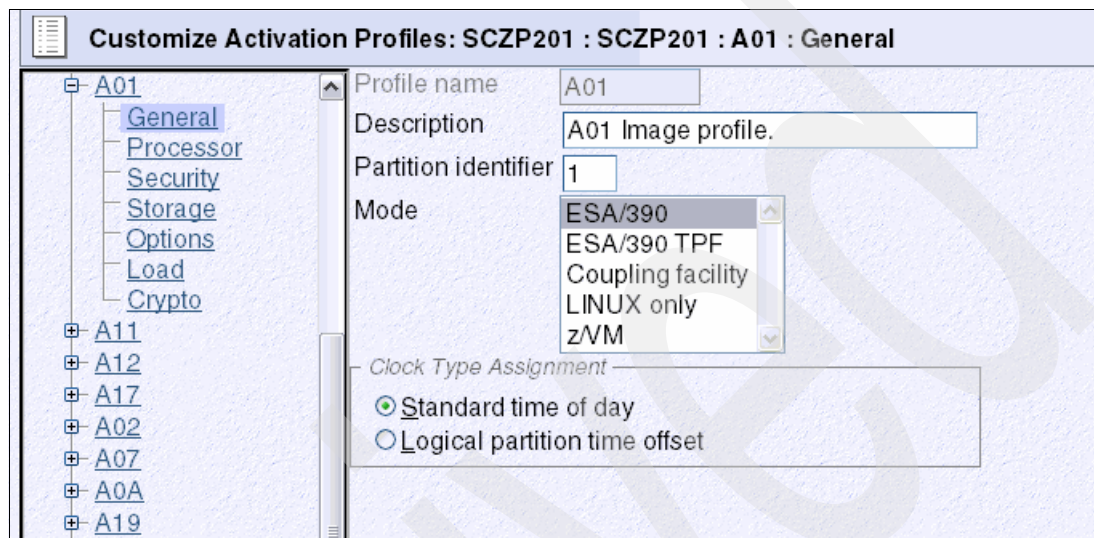 Customize Activation Profiles: SCZP201 : SCZP201 : A01 : General
A01
General
Processor
Security
Storage
Options
Load
Crypto
A11
A12
A17
A02
A07
A0A
A19
Profile name A01
Description A01 Image profile.
Partition identifier 1
Mode ESA/390
ESA/390 TPF
Coupling facility
LINUX only
z/VM
Clock Type Assignment
Standard time of day
Logical partition time offset